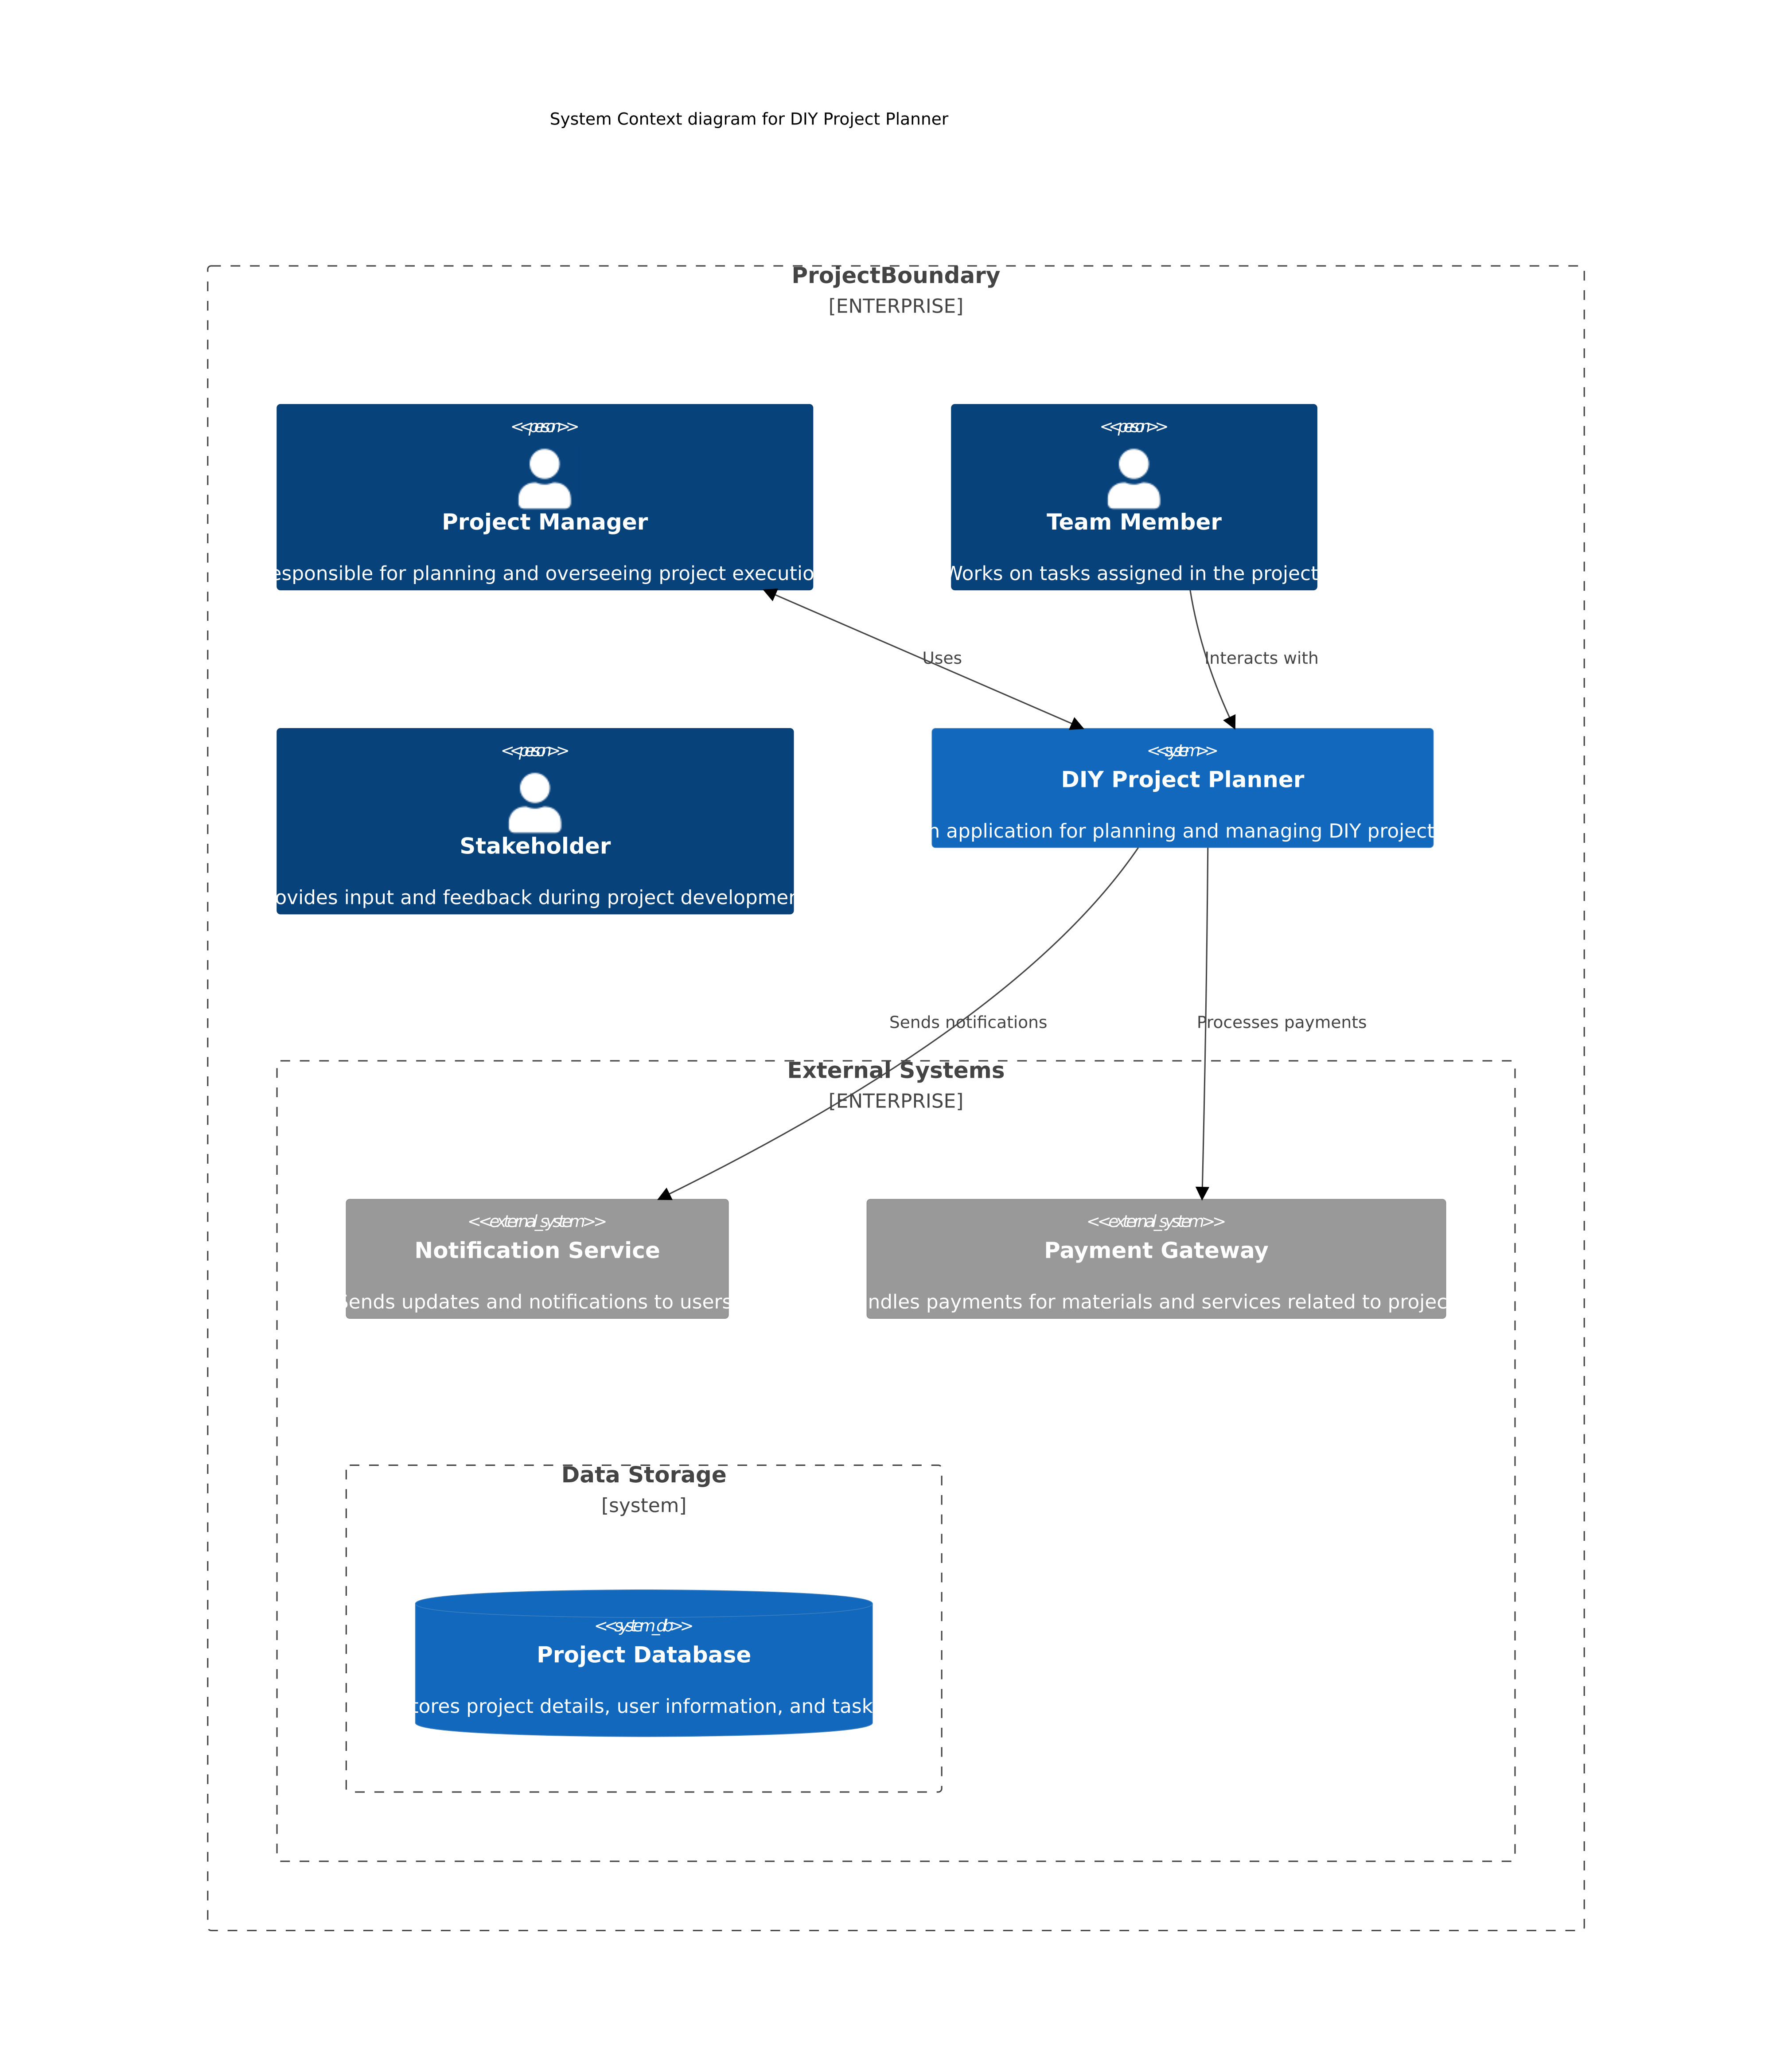 System Context diagram for DIY Project Planner
ProjectBoundary
[ENTERPRISE]
<<person>>
Project Manager
esponsible for planning and overseeing project executio
<<person>>
Team Member
Works on tasks assigned in the project
Uses
Interacts with
<<person>>
Stakeholder
ovides input and feedback during project developmen
<<system>>
DIY Project Planner
n application for planning and managing DIY project
Sends notifications
Processes payments
External Systems
[ENTERPRISE]
<<external_system>>
Notification Service
Sends updates and notifications to users
<<external_system>>
Payment Gateway
ndles payments for materials and services related to projec
Data Storage
[system]
<<system_db>>
Project Database
tores project details, user information, and task